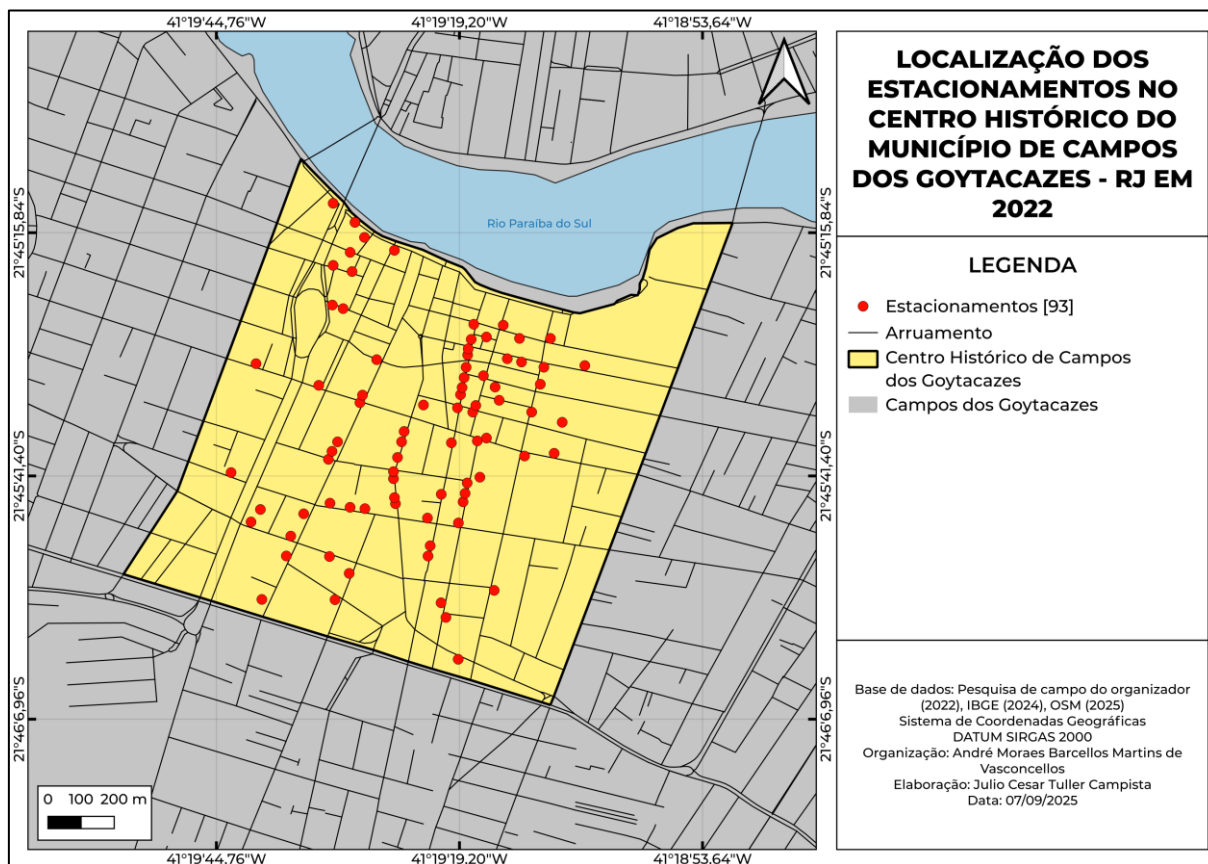 41°19'44,76"W
41°19'19,20"W
41°18'53,64"W
21°45'15,84"S
21°45'41,40"S
21°46'6,96"S
Rio Paraíba do Sul
0 100 200 m
21°45'15,84"S
21°45'41,40"S
21°46'6,96"S
41°19'44,76"W
41°19'19,20"W
41°18'53,64"W
LOCALIZAÇÃO DOS
ESTACIONAMENTOS NO
CENTRO HISTÓRICO DO
MUNICÍPIO DE CAMPOS
DOS GOYTACAZES - RJ EM
2022
LEGENDA
Estacionamentos [93]
Arruamento
Centro Histórico de Campos
dos Goytacazes
Campos dos Goytacazes
Base de dados: Pesquisa de campo do organizador
(2022), IBGE (2024), OSM (2025)
Sistema de Coordenadas Geográficas
DATUM SIRGAS 2000
Organização: André Moraes Barcellos Martins de
Vasconcellos
Elaboração: Julio Cesar Tuller Campista
Data: 07/09/2025